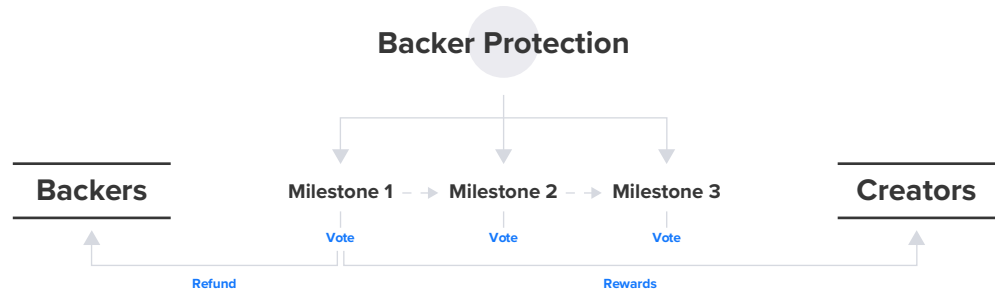 Backer Protection
Backers
Milestone 1
Milestone 2
Milestone 3
Creators
Vote
Vote
Vote
Refund
Rewards